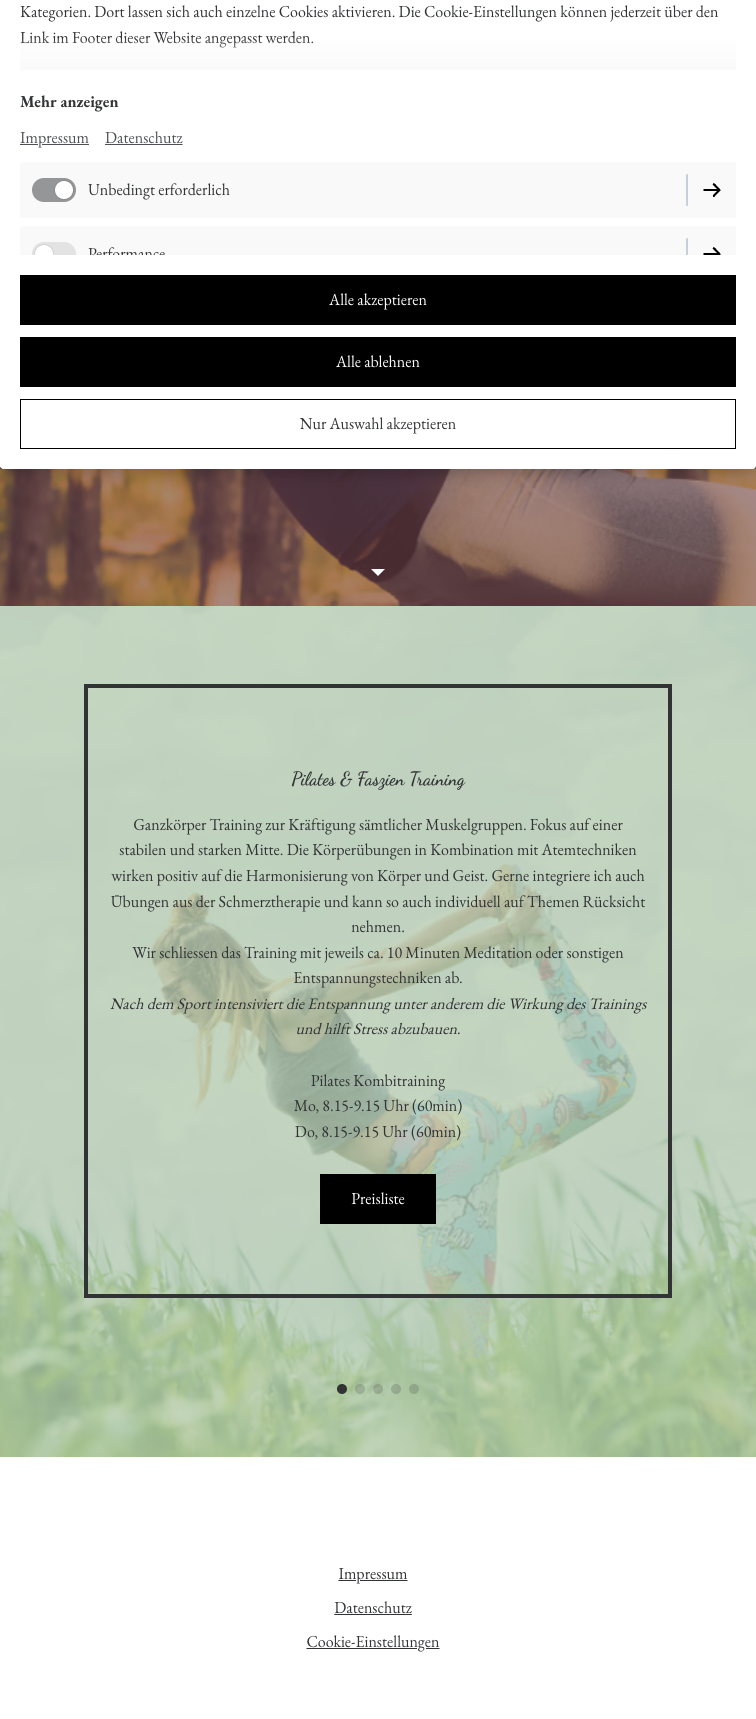 Kategorien. Dort lassen sich auch einzelne Cookies aktivieren. Die Cookie-Einstellungen können jederzeit über den
Link im Footer dieser Website angepasst werden.
Mehr anzeigen
Impressum Datenschutz
Unbedingt erforderlich
Performance
Alle akzeptieren
Alle ablehnen
Nur Auswahl akzeptieren
Pilates & Faszien Training
Ganzkörper Training zur Kräftigung sämtlicher Muskelgruppen. Fokus auf einer
stabilen und starken Mitte. Die Körperübungen in Kombination mit Atemtechniken
wirken positiv auf die Harmonisierung von Körper und Geist. Gerne integriere ich auch
Übungen aus der Schmerztherapie und kann so auch individuell auf Themen Rücksicht
nehmen.
Wir schliessen das Training mit jeweils ca. 10 Minuten Meditation oder sonstigen
Entspannungstechniken ab.
Nach dem Sport intensiviert die Entspannung unter anderem die Wirkung des Trainings
und hilft Stress abzubauen.
Pilates Kombitraining
Mo, 8.15-9.15 Uhr (60min)
Do, 8.15-9.15 Uhr (60min)
Preisliste
Impressum
Datenschutz
Cookie-Einstellungen